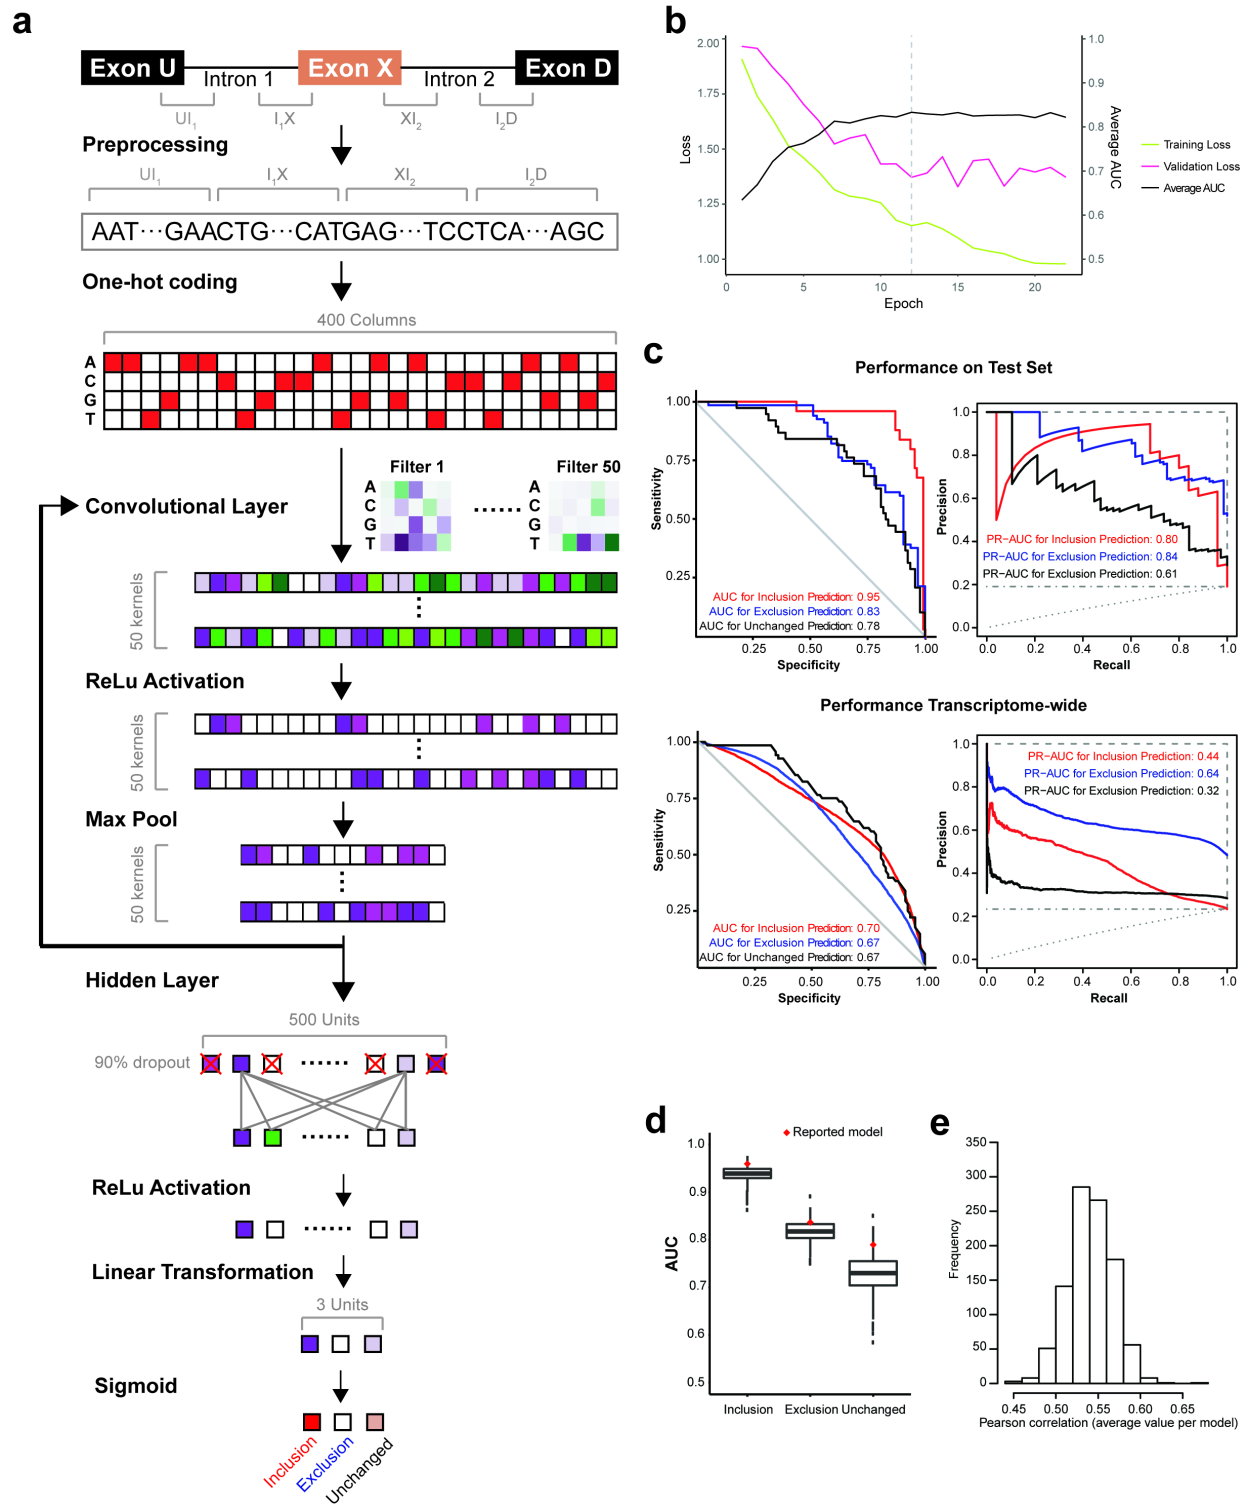 a
Exon U
Exon X
Exon D
Intron 1
Intron 2
UI1
I1X
XI2
I2D
Preprocessing
UI1
I1X
XI2
I2D
AAT···GAACTG···CATGAG···TCCTCA···AGC
One-hot coding
400 Columns
A
C
G
T
Filter 1
Filter 50
A
C
G
T
A
C
G
T
Convolutional Layer
50 kernels
ReLu Activation
50 kernels
Max Pool
50 kernels
Hidden Layer
500 Units
90% dropout
ReLu Activation
Linear Transformation
3 Units
Sigmoid
Inclusion
Exclusion
Unchanged
b
2.00
1.75
1.50
1.25
1.00
Loss
1.0
0.9
0.8
0.7
0.6
0.5
Average AUC
0
5
10
15
20
Epoch
Training Loss
Validation Loss
Average AUC
c
Performance on Test Set
1.00
0.75
0.50
0.25
Sensitivity
AUC for Inclusion Prediction: 0.95
AUC for Exclusion Prediction: 0.83
AUC for Unchanged Prediction: 0.78
0.25
0.50
0.75
1.00
Specificity
1.0
0.8
0.6
0.4
0.2
0.0
Precision
PR−AUC for Inclusion Prediction: 0.80
PR−AUC for Exclusion Prediction: 0.84
PR−AUC for Exclusion Prediction: 0.61
0.0
0.2
0.4
0.6
0.8
1.0
Recall
Performance Transcriptome-wide
1.00
0.75
0.50
0.25
Sensitivity
AUC for Inclusion Prediction: 0.70
AUC for Exclusion Prediction: 0.67
AUC for Unchanged Prediction: 0.67
0.25
0.50
0.75
1.00
Specificity
1.0
0.8
0.6
0.4
0.2
0.0
Precision
PR−AUC for Inclusion Prediction: 0.44
PR−AUC for Exclusion Prediction: 0.64
PR−AUC for Exclusion Prediction: 0.32
0.0
0.2
0.4
0.6
0.8
1.0
Recall
d
Reported model
1.0
0.9
0.8
0.7
0.6
0.5
AUC
Inclusion
Exclusion
Unchanged
e
350
300
250
200
150
100
50
0
Frequency
0.45
0.50
0.55
0.60
0.65
Pearson correlation (average value per model)